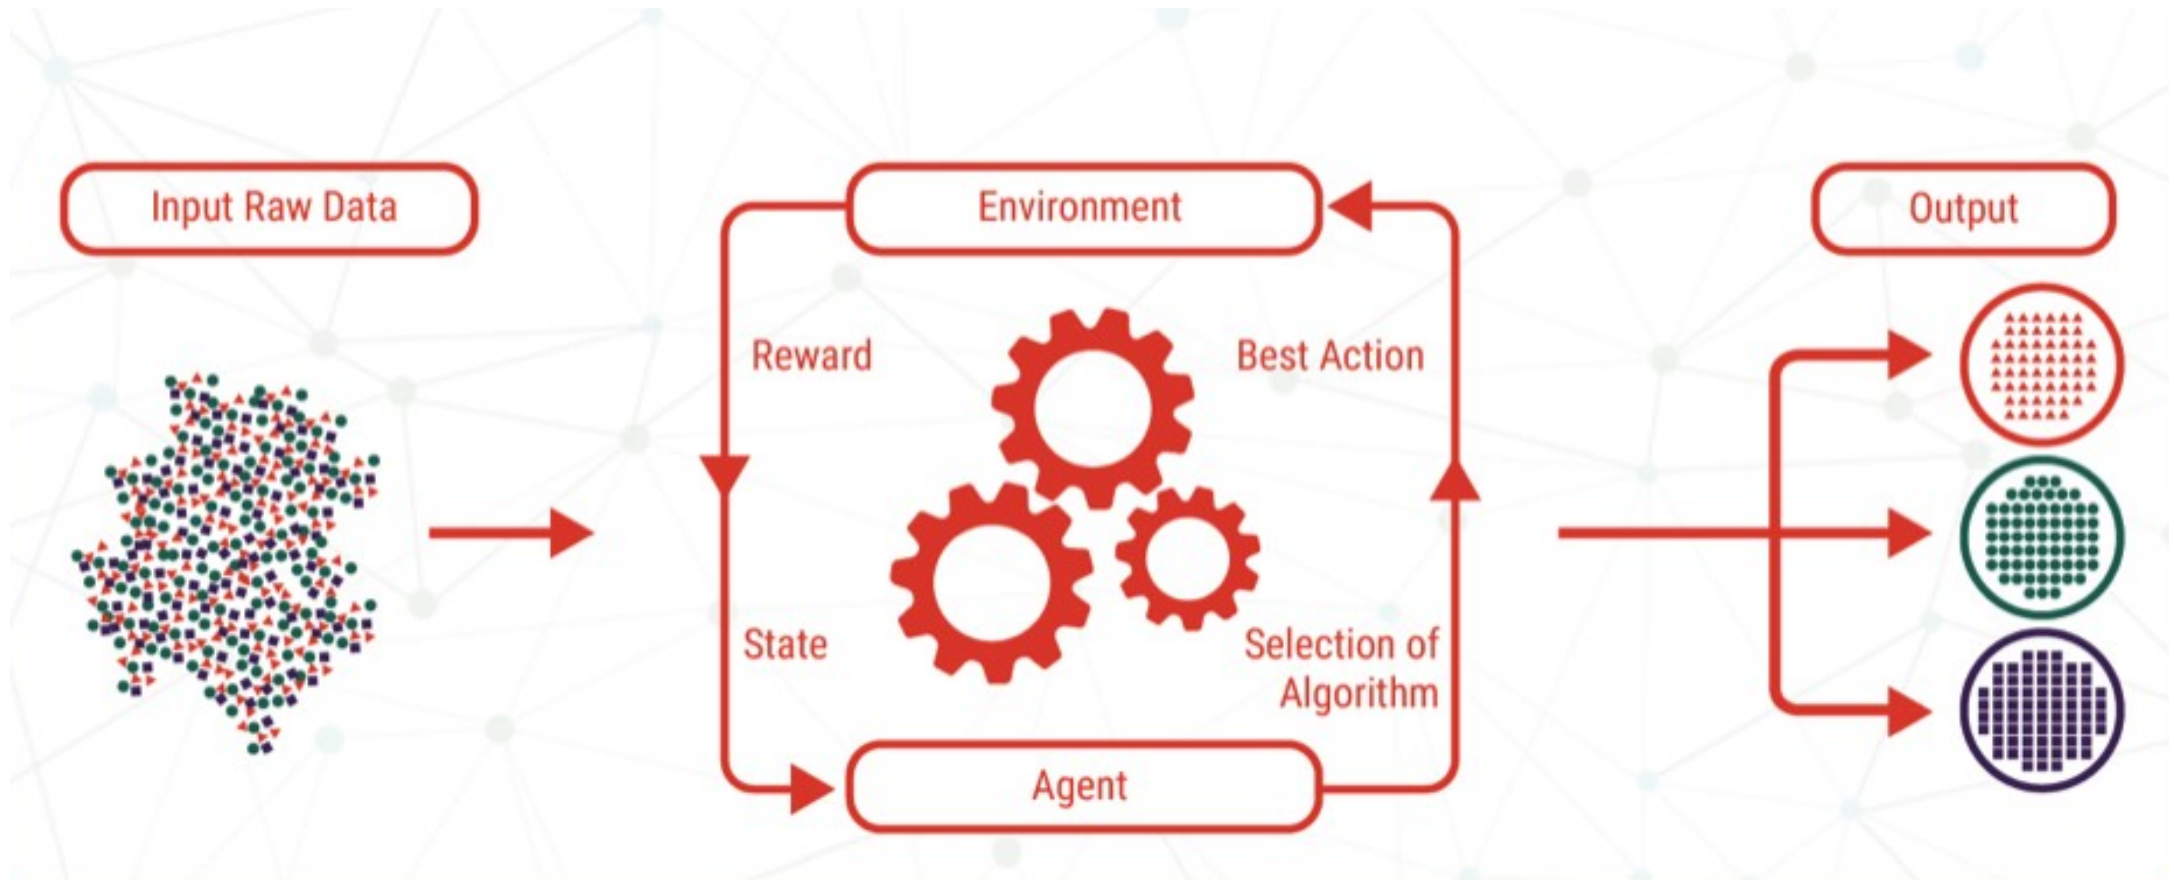 Input Raw Data
Environment
Output
Reward
Best Action
State
Selection of
Algorithm
Agent